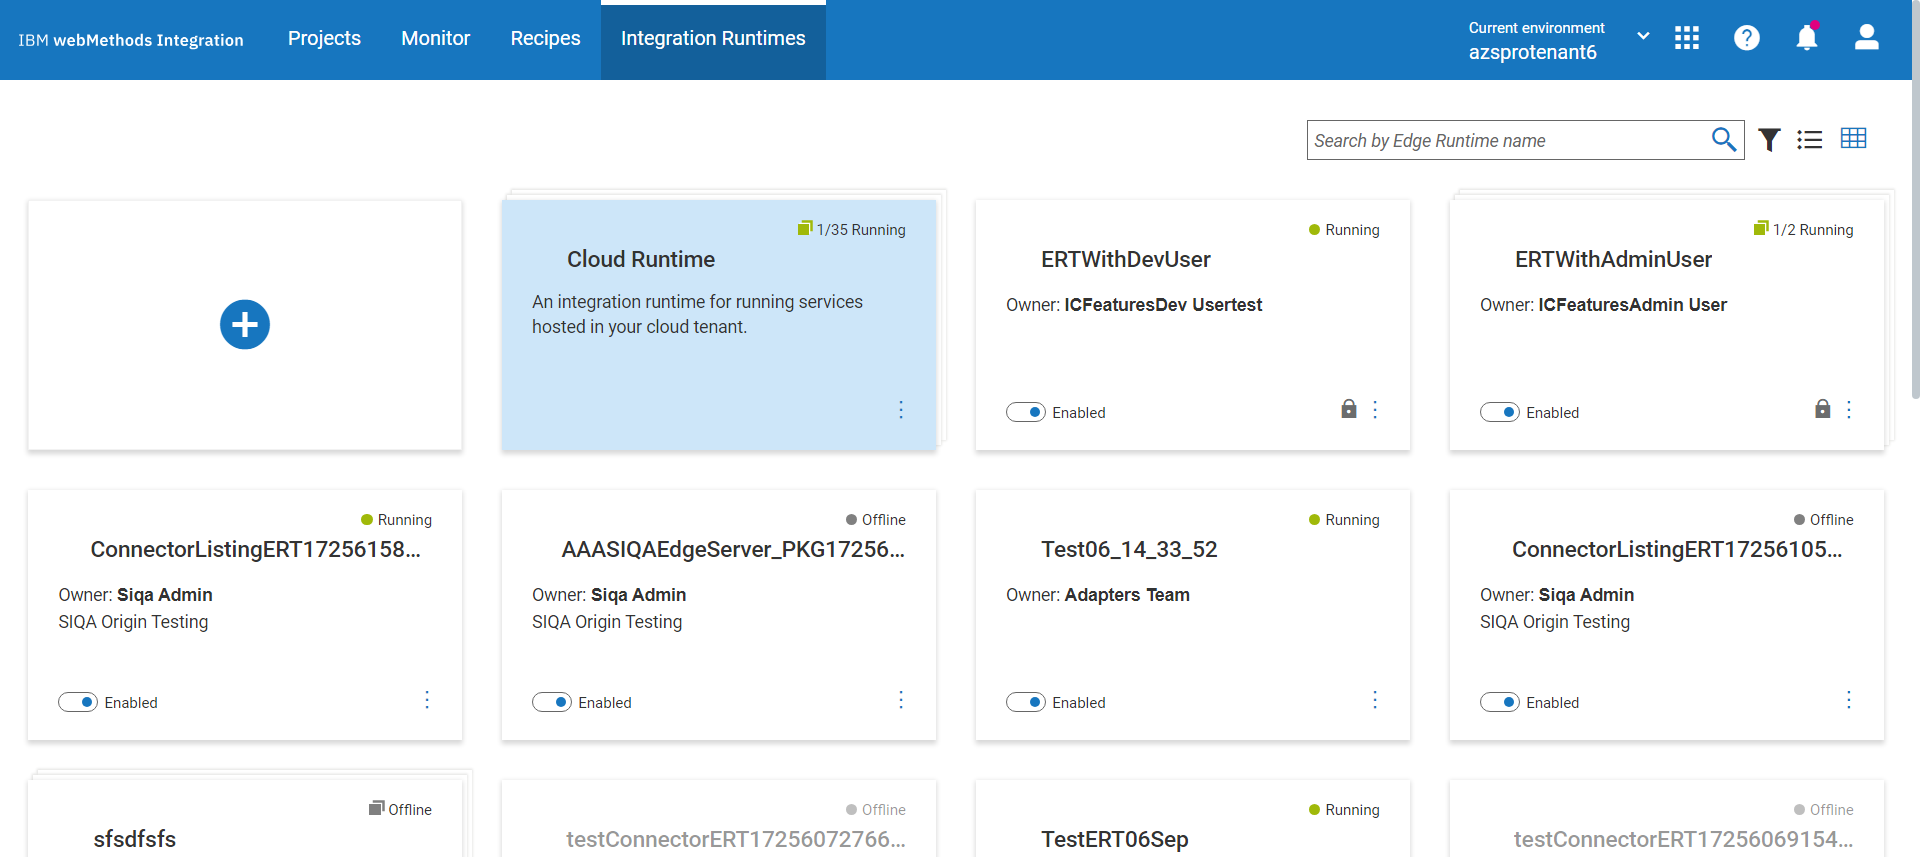 IBM webMethods Integration
Projects
Monitor
Recipes
Integration Runtimes
Current environment
azsprotenant6
Search by Edge Runtime name
1/35 Running
Cloud Runtime
An integration runtime for running services
hosted in your cloud tenant.
Running
ERTWithDevUser
Owner: ICFeaturesDev Usertest
Enabled
1/2 Running
ERTWithAdminUser
Owner: ICFeaturesAdmin User
Enabled
Running
ConnectorListingERT17256158...
Owner: Siqa Admin
SIQA Origin Testing
Enabled
Offline
AAASIQAEdgeServer_PKG17256...
Owner: Siqa Admin
SIQA Origin Testing
Enabled
Running
Test06_14_33_52
Owner: Adapters Team
Enabled
Offline
ConnectorListingERT17256105...
Owner: Siqa Admin
SIQA Origin Testing
Enabled
Offline
sfsdfsfs
Offline
testConnectorERT17256072766...
Running
TestERT06Sep
Offline
testConnectorERT17256069154...